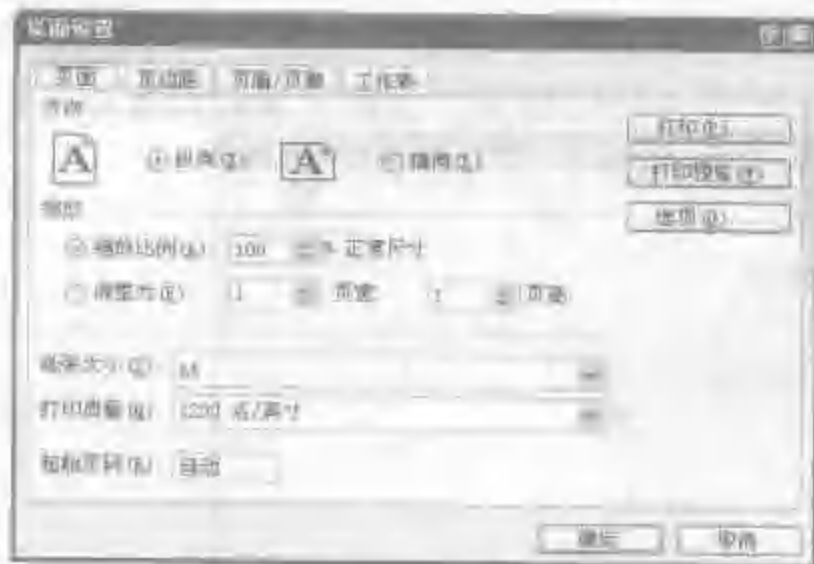 页面设置
页面 页边距 页眉/页脚 工作表
方向
A 纵向(T) A 横向(L)
打印(P)...
打印预览(W)
选项(O)...
缩放
缩放比例(A) 100 % 正常尺寸
调整为(F) 1 页宽 1 页高
纸张大小(Z): A4
打印质量(Q): 1200 点/英寸
起始页码(R): 自动
确定 取消